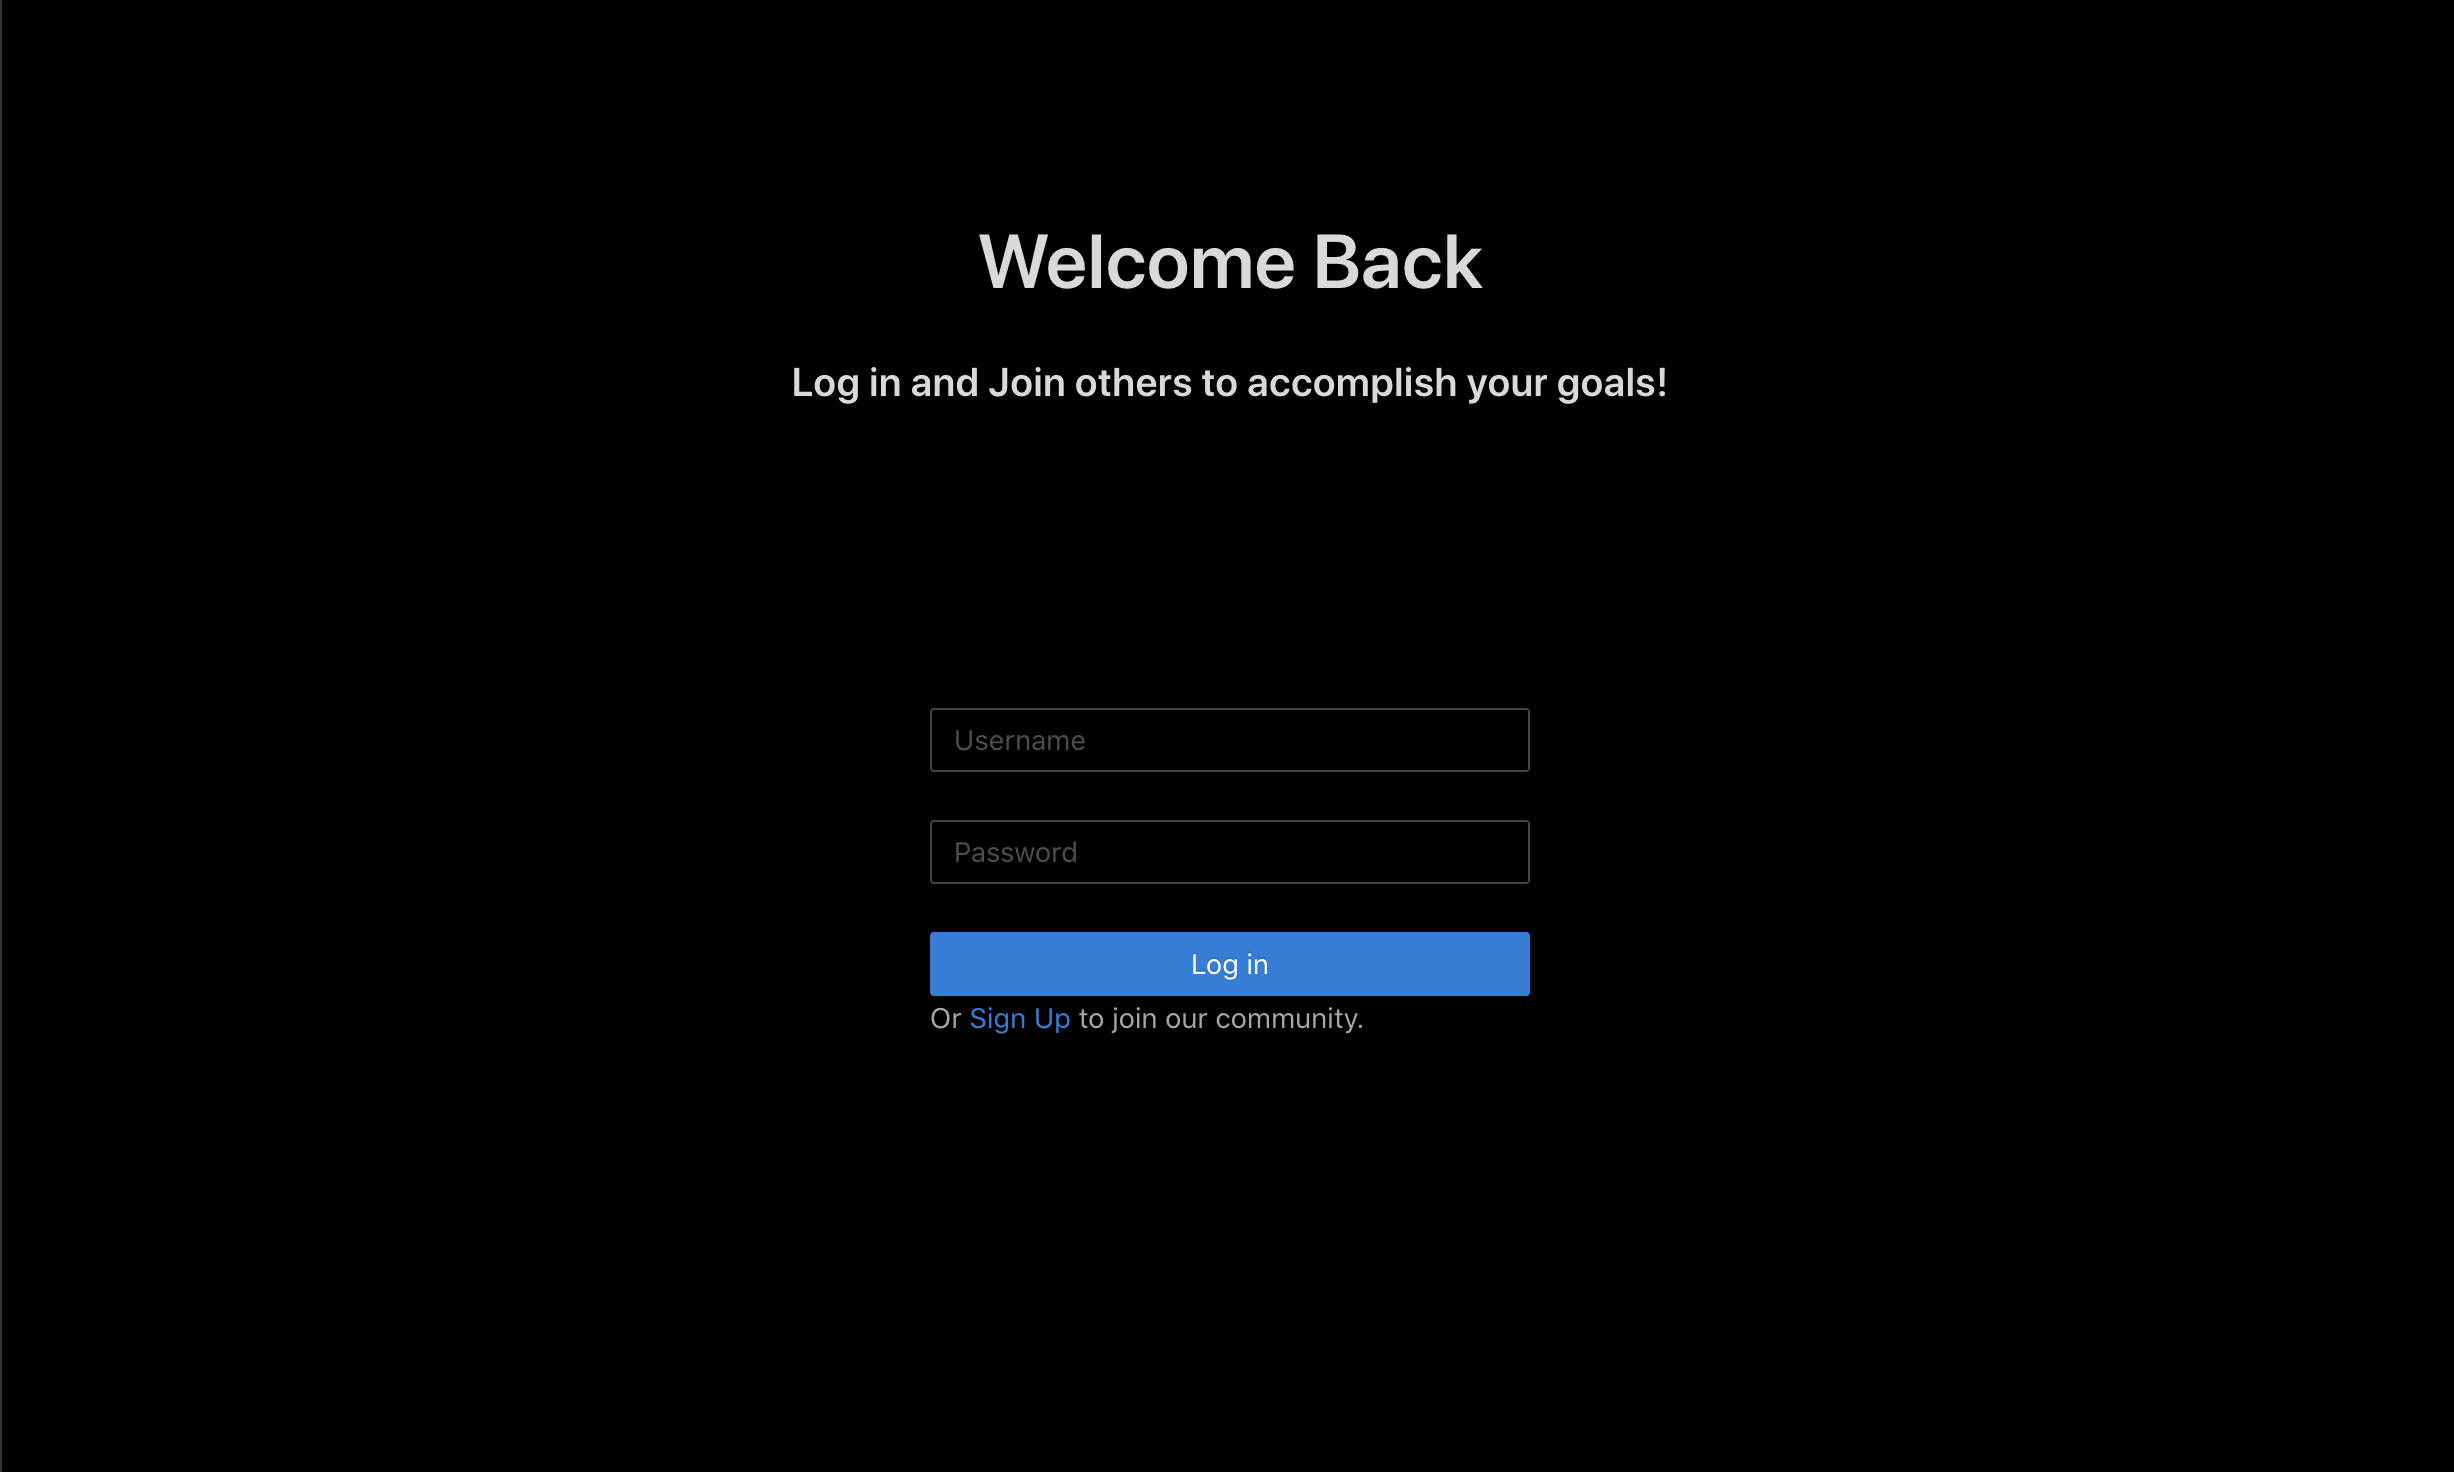 Welcome Back
Log in and Join others to accomplish your goals!
Username
Password
Log in
Or Sign Up to join our community.